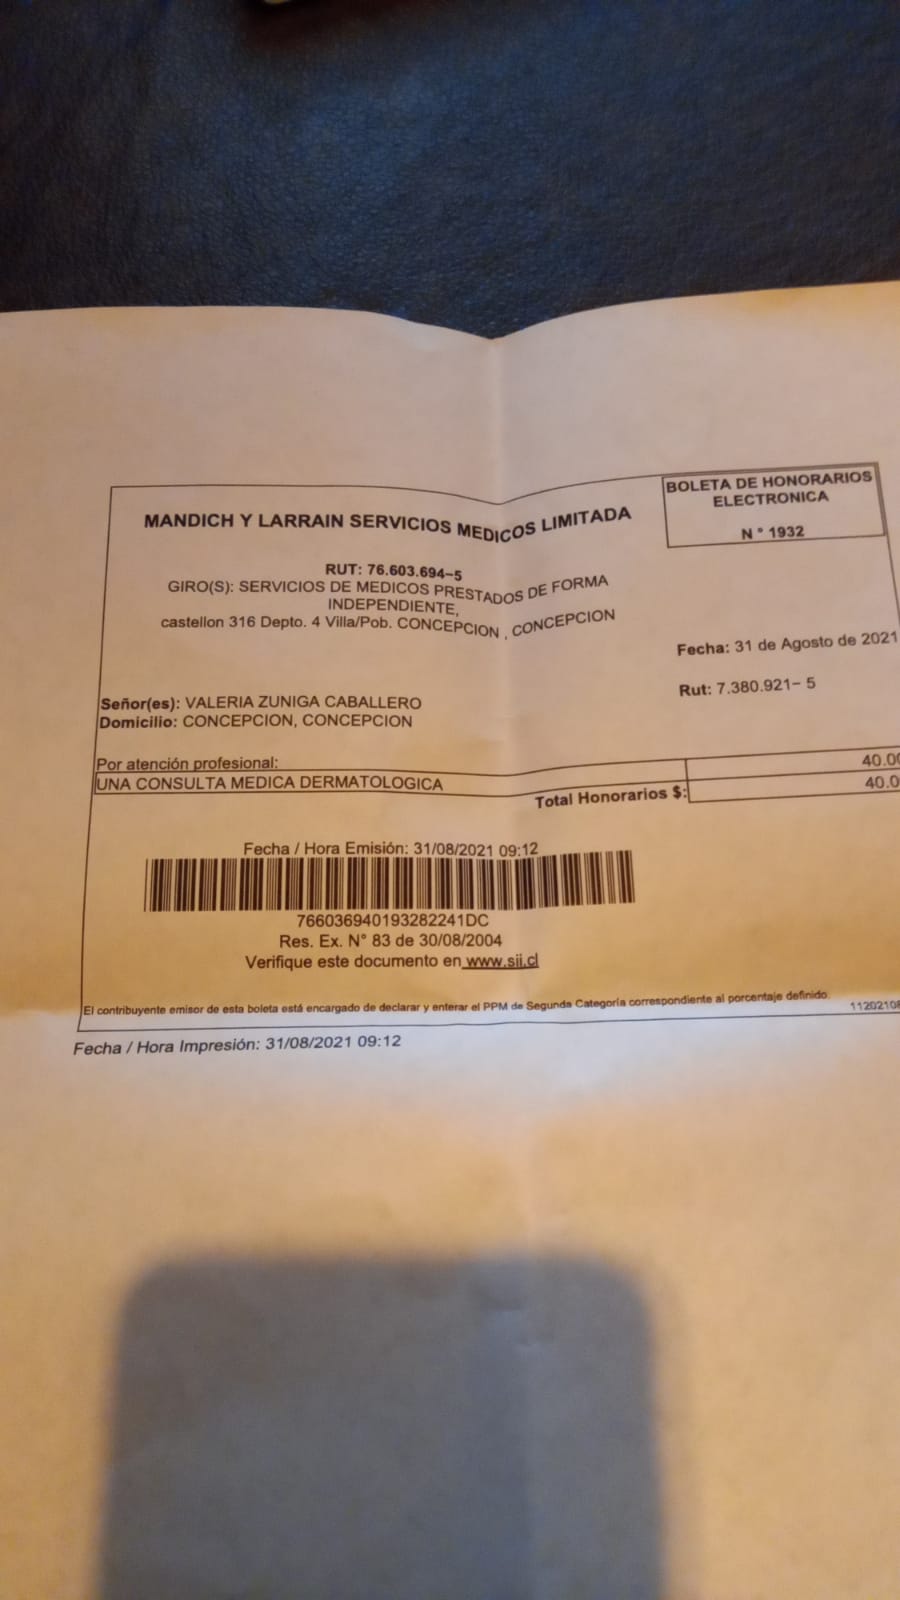 BOLETA DE HONORARIOS
ELECTRONICA
N ° 1932
MANDICH Y LARRAIN SERVICIOS MEDICOS LIMITADA
RUT: 76.603.694-5
GIRO(S): SERVICIOS DE MEDICOS PRESTADOS DE FORMA
INDEPENDIENTE,
castellon 316 Depto. 4 Villa/Pob. CONCEPCION , CONCEPCION
Fecha: 31 de Agosto de 2021
Rut: 7.380.921- 5
Señor(es): VALERIA ZUNIGA CABALLERO
Domicilio: CONCEPCION, CONCEPCION
Por atención profesional:
UNA CONSULTA MEDICA DERMATOLOGICA 40.00
Total Honorarios $: 40.0
Fecha / Hora Emisión: 31/08/2021 09:12
766036940193282241DC
Res. Ex. N° 83 de 30/08/2004
Verifique este documento en www.sii.cl
El contribuyente emisor de esta boleta está encargado de declarar y enterar el PPM de Segunda Categoría correspondiente al porcentaje definido.
1120210
Fecha / Hora Impresión: 31/08/2021 09:12